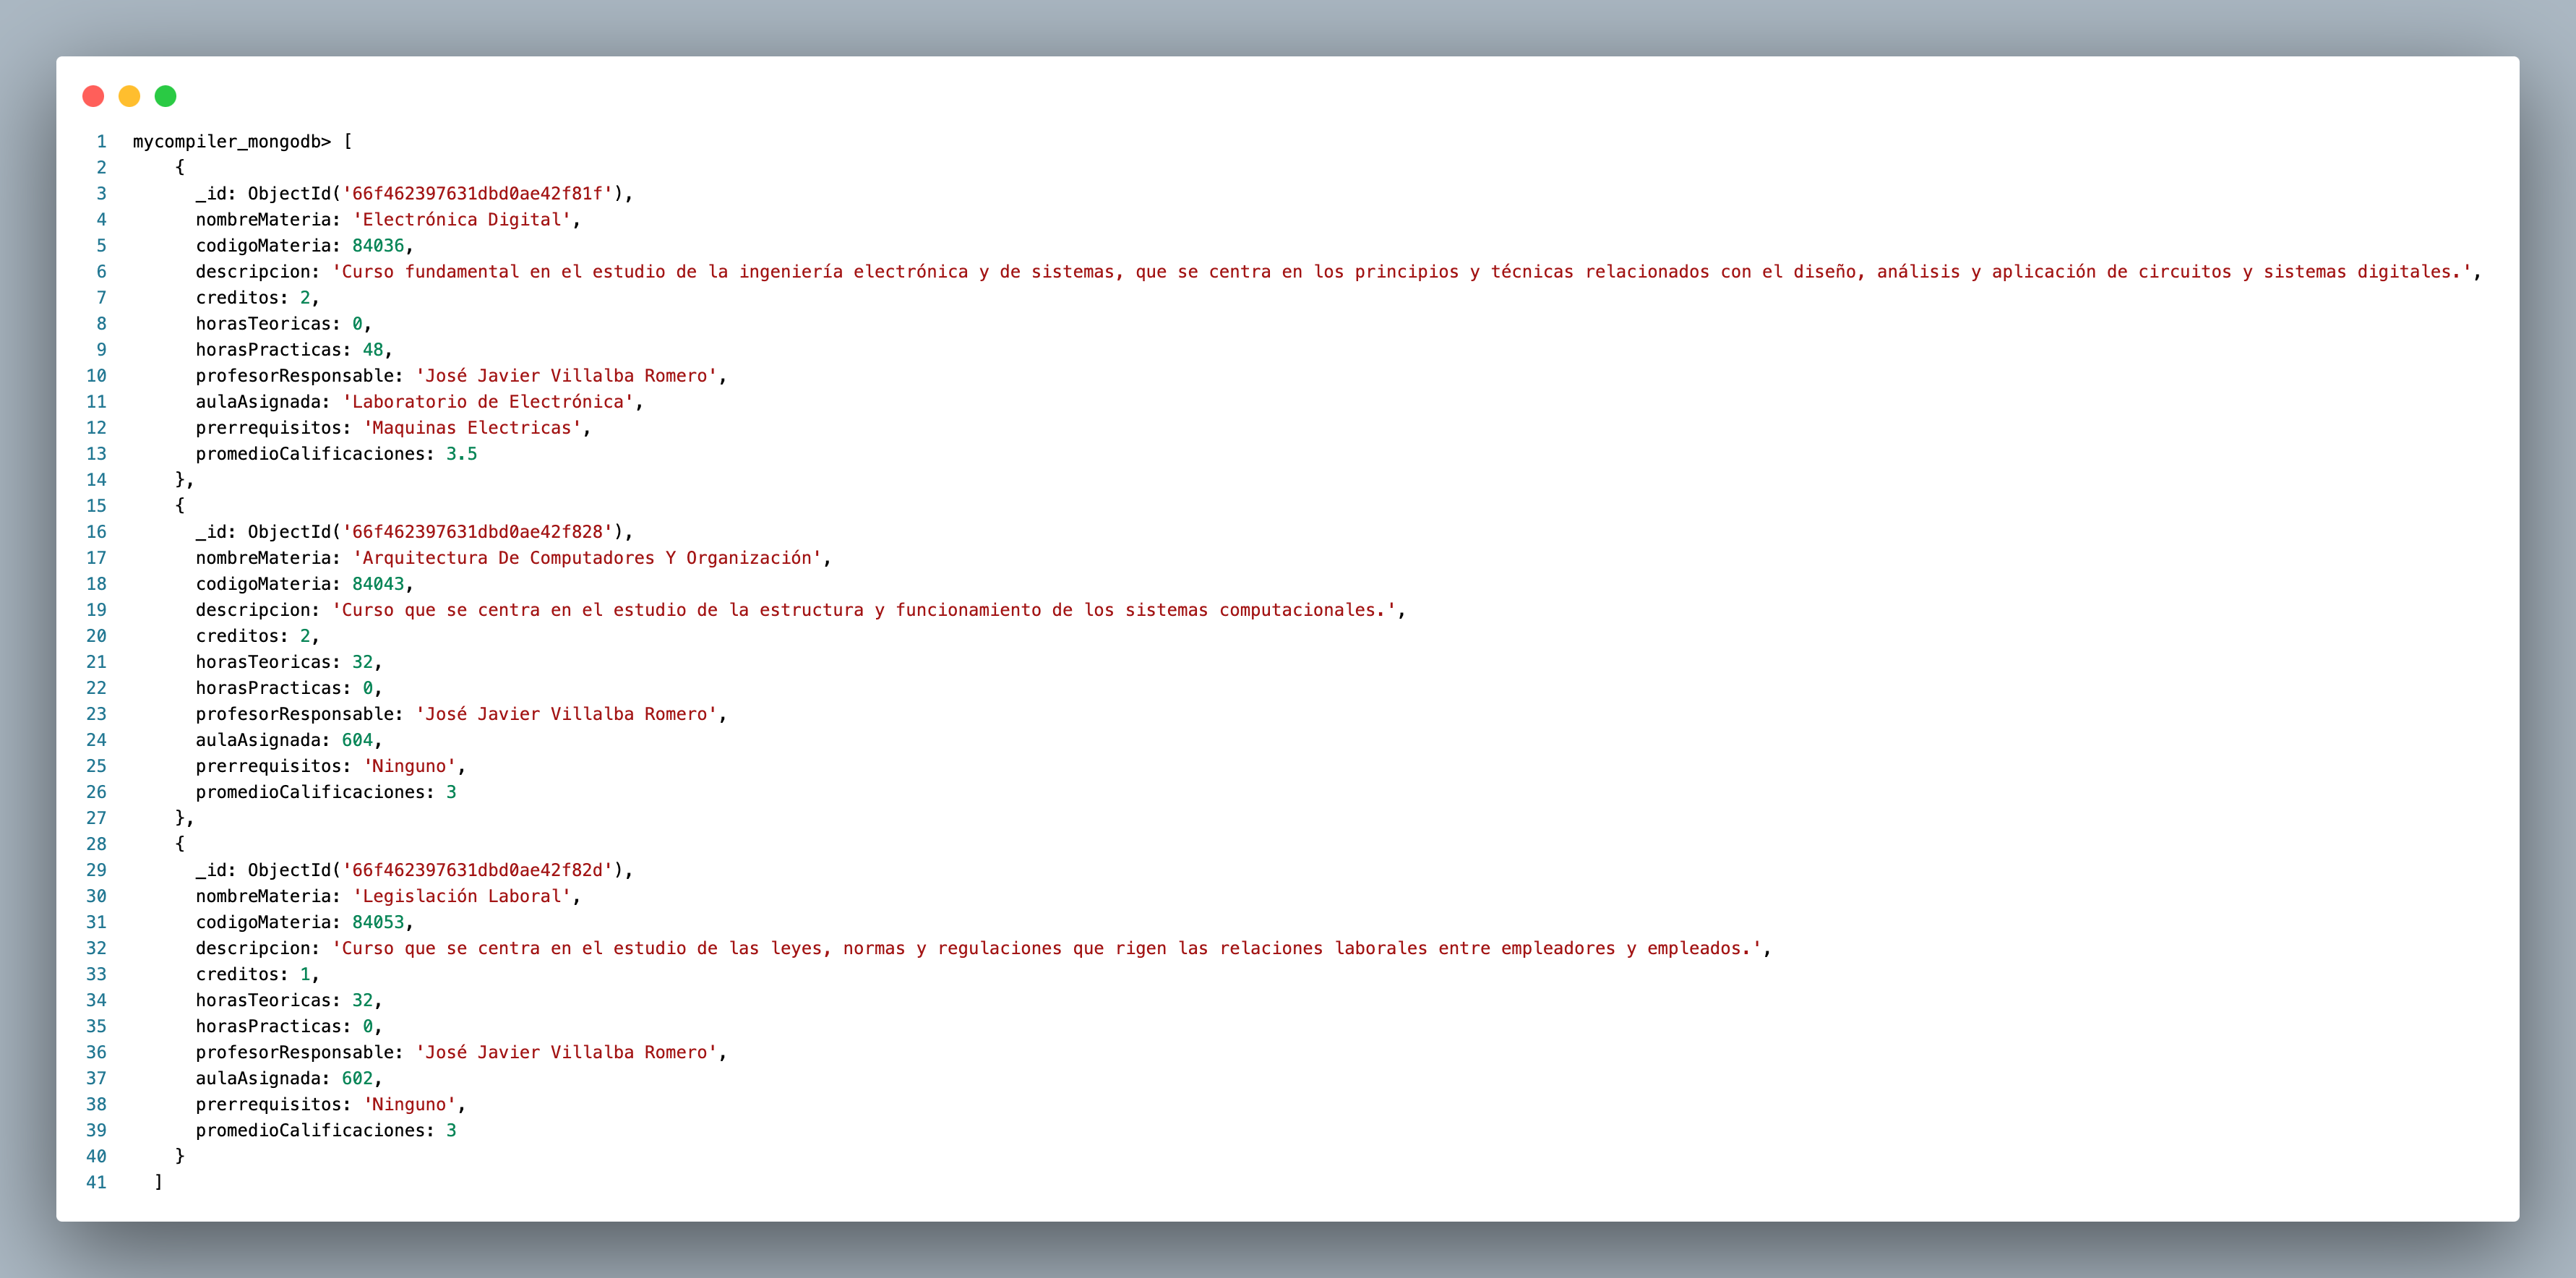 1 mycompiler_mongodb> [
2 {
3 _id: ObjectId('66f462397631dbd0ae42f81f'),
4 nombreMateria: 'Electrónica Digital',
5 codigoMateria: 84036,
6 descripcion: 'Curso fundamental en el estudio de la ingeniería electrónica y de sistemas, que se centra en los principios y técnicas relacionados con el diseño, análisis y aplicación de circuitos y sistemas digitales.',
7 creditos: 2,
8 horasTeoricas: 0,
9 horasPracticas: 48,
10 profesorResponsable: 'José Javier Villalba Romero',
11 aulaAsignada: 'Laboratorio de Electrónica',
12 prerrequisitos: 'Maquinas Electricas',
13 promedioCalificaciones: 3.5
14 },
15 {
16 _id: ObjectId('66f462397631dbd0ae42f828'),
17 nombreMateria: 'Arquitectura De Computadores Y Organización',
18 codigoMateria: 84043,
19 descripcion: 'Curso que se centra en el estudio de la estructura y funcionamiento de los sistemas computacionales.',
20 creditos: 2,
21 horasTeoricas: 32,
22 horasPracticas: 0,
23 profesorResponsable: 'José Javier Villalba Romero',
24 aulaAsignada: 604,
25 prerrequisitos: 'Ninguno',
26 promedioCalificaciones: 3
27 },
28 {
29 _id: ObjectId('66f462397631dbd0ae42f82d'),
30 nombreMateria: 'Legislación Laboral',
31 codigoMateria: 84053,
32 descripcion: 'Curso que se centra en el estudio de las leyes, normas y regulaciones que rigen las relaciones laborales entre empleadores y empleados.',
33 creditos: 1,
34 horasTeoricas: 32,
35 horasPracticas: 0,
36 profesorResponsable: 'José Javier Villalba Romero',
37 aulaAsignada: 602,
38 prerrequisitos: 'Ninguno',
39 promedioCalificaciones: 3
40 }
41 ]